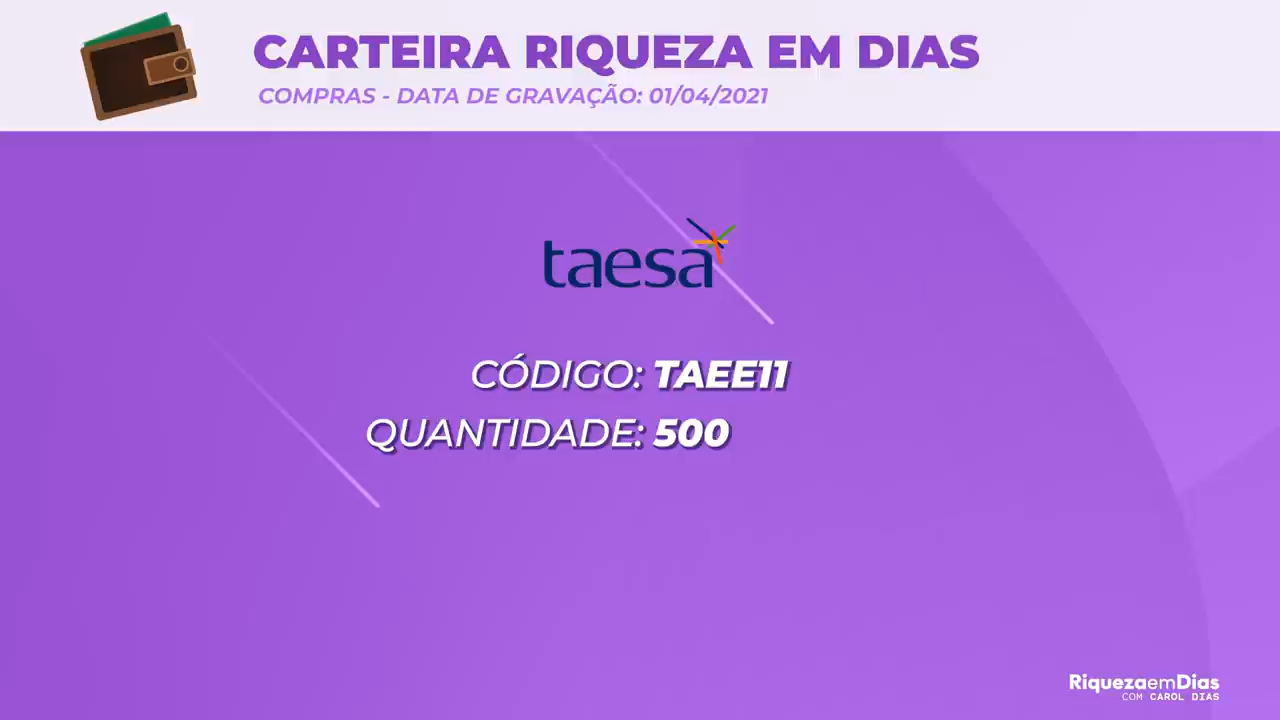 CARTEIRA RIQUEZA EM DIAS
COMPRAS - DATA DE GRAVAÇÃO: 01/04/2021
taesa
CÓDIGO: TAEE11
QUANTIDADE: 500
RiquezaemDias
COM CAROL DIAS